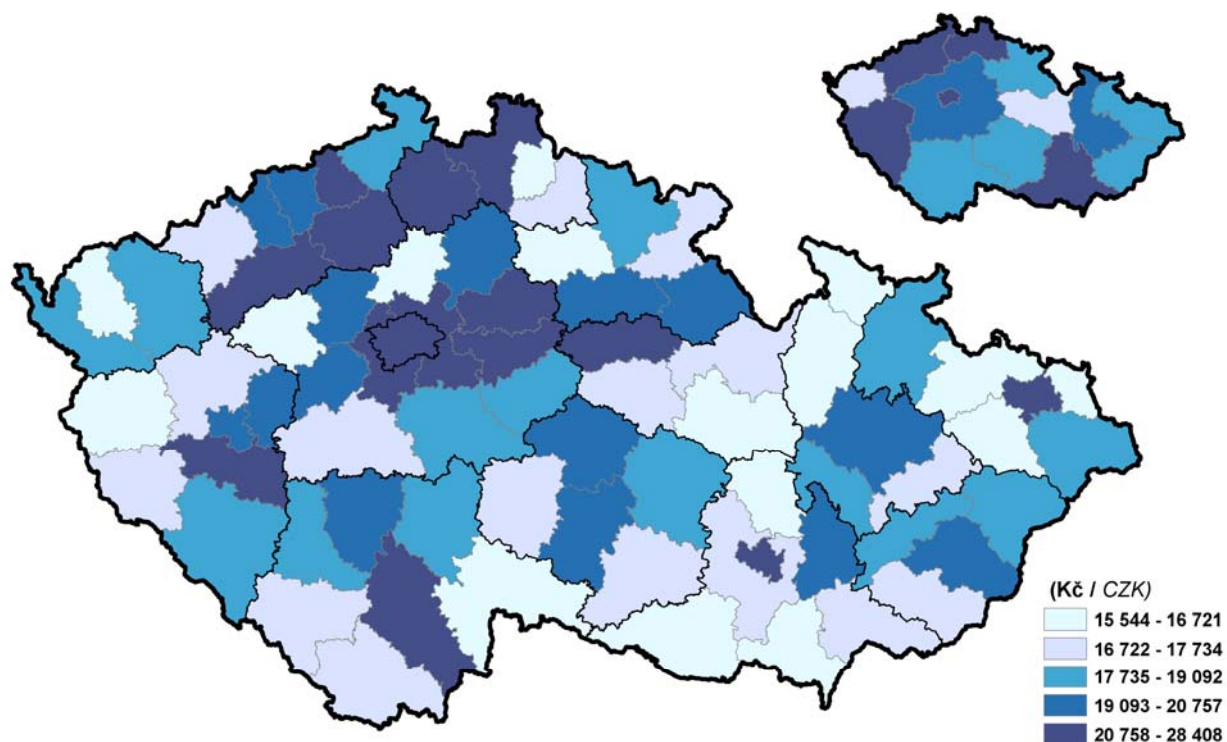 (Kč / CZK)
15 544 - 16 721
16 722 - 17 734
17 735 - 19 092
19 093 - 20 757
20 758 - 28 408